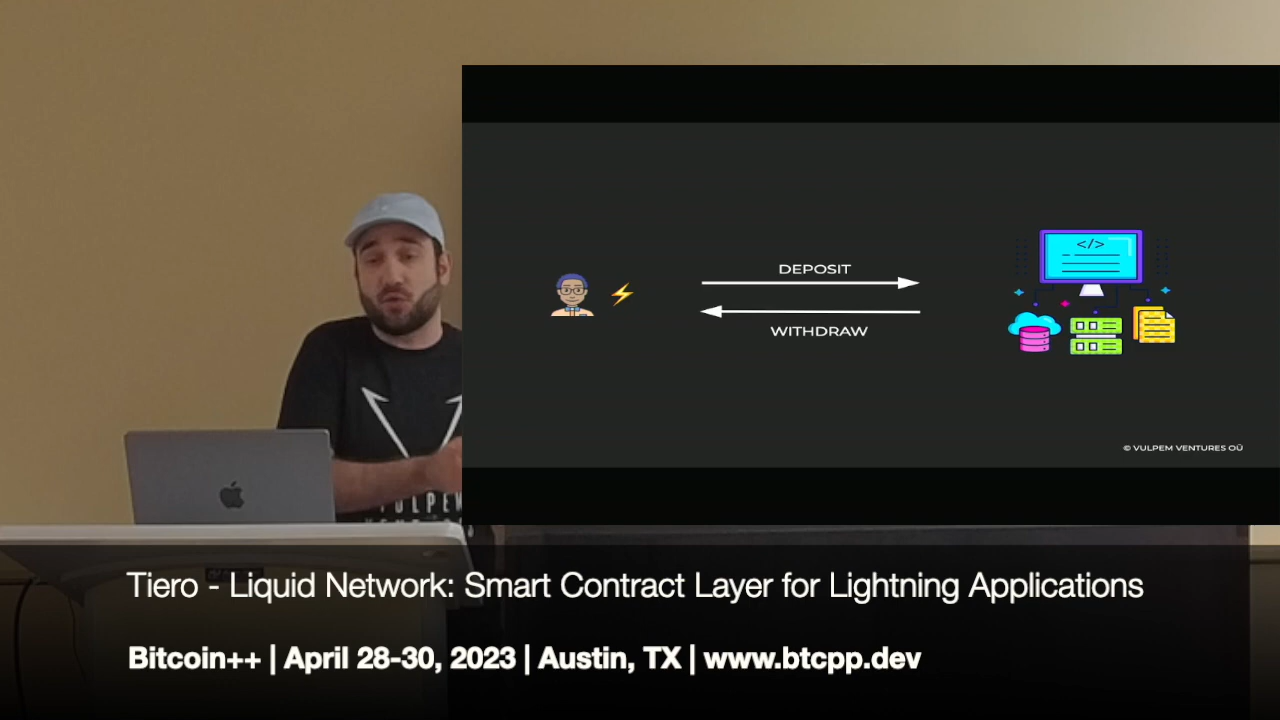 DEPOSIT
</>
WITHDRAW
© VULPEM VENTURES OÜ
Tiero - Liquid Network: Smart Contract Layer for Lightning Applications
Bitcoin++ | April 28-30, 2023 | Austin, TX | www.btcpp.dev